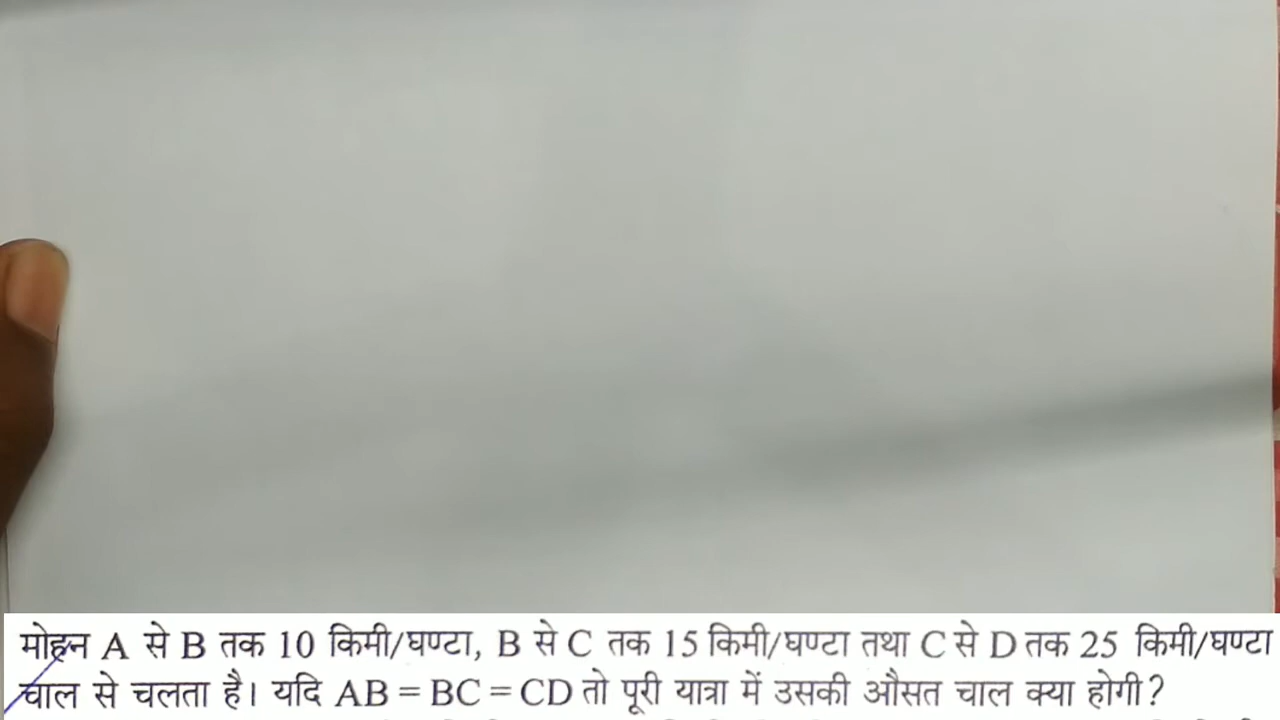 मोहन A से B तक 10 किमी/घण्टा, B से C तक 15 किमी/घण्टा तथा C से D तक 25 किमी/घण्टा
चाल से चलता है। यदि AB = BC = CD तो पूरी यात्रा में उसकी औसत चाल क्या होगी?